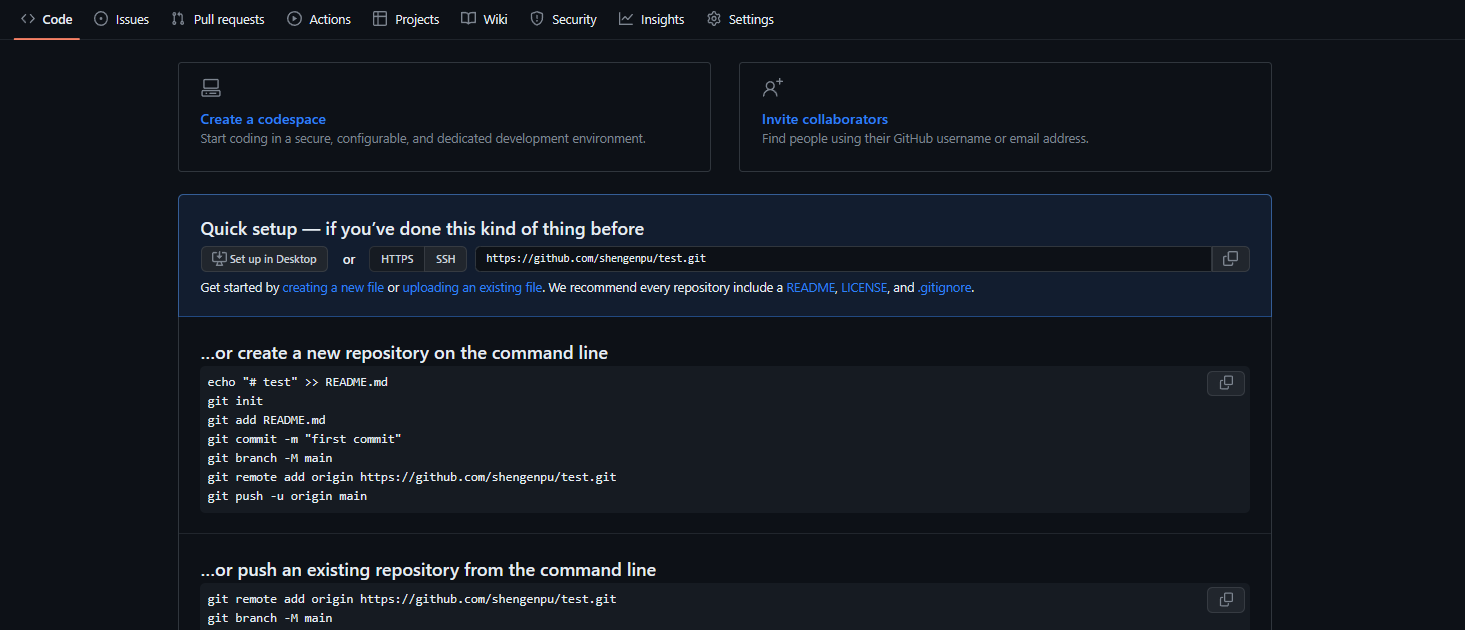 Code Issues Pull requests Actions Projects Wiki Security Insights Settings
Create a codespace
Start coding in a secure, configurable, and dedicated development environment.
Invite collaborators
Find people using their GitHub username or email address.
Quick setup — if you’ve done this kind of thing before
Set up in Desktop or HTTPS SSH https://github.com/shengenpu/test.git
Get started by creating a new file or uploading an existing file. We recommend every repository include a README, LICENSE, and .gitignore.
…or create a new repository on the command line
echo "# test" >> README.md
git init
git add README.md
git commit -m "first commit"
git branch -M main
git remote add origin https://github.com/shengenpu/test.git
git push -u origin main
…or push an existing repository from the command line
git remote add origin https://github.com/shengenpu/test.git
git branch -M main